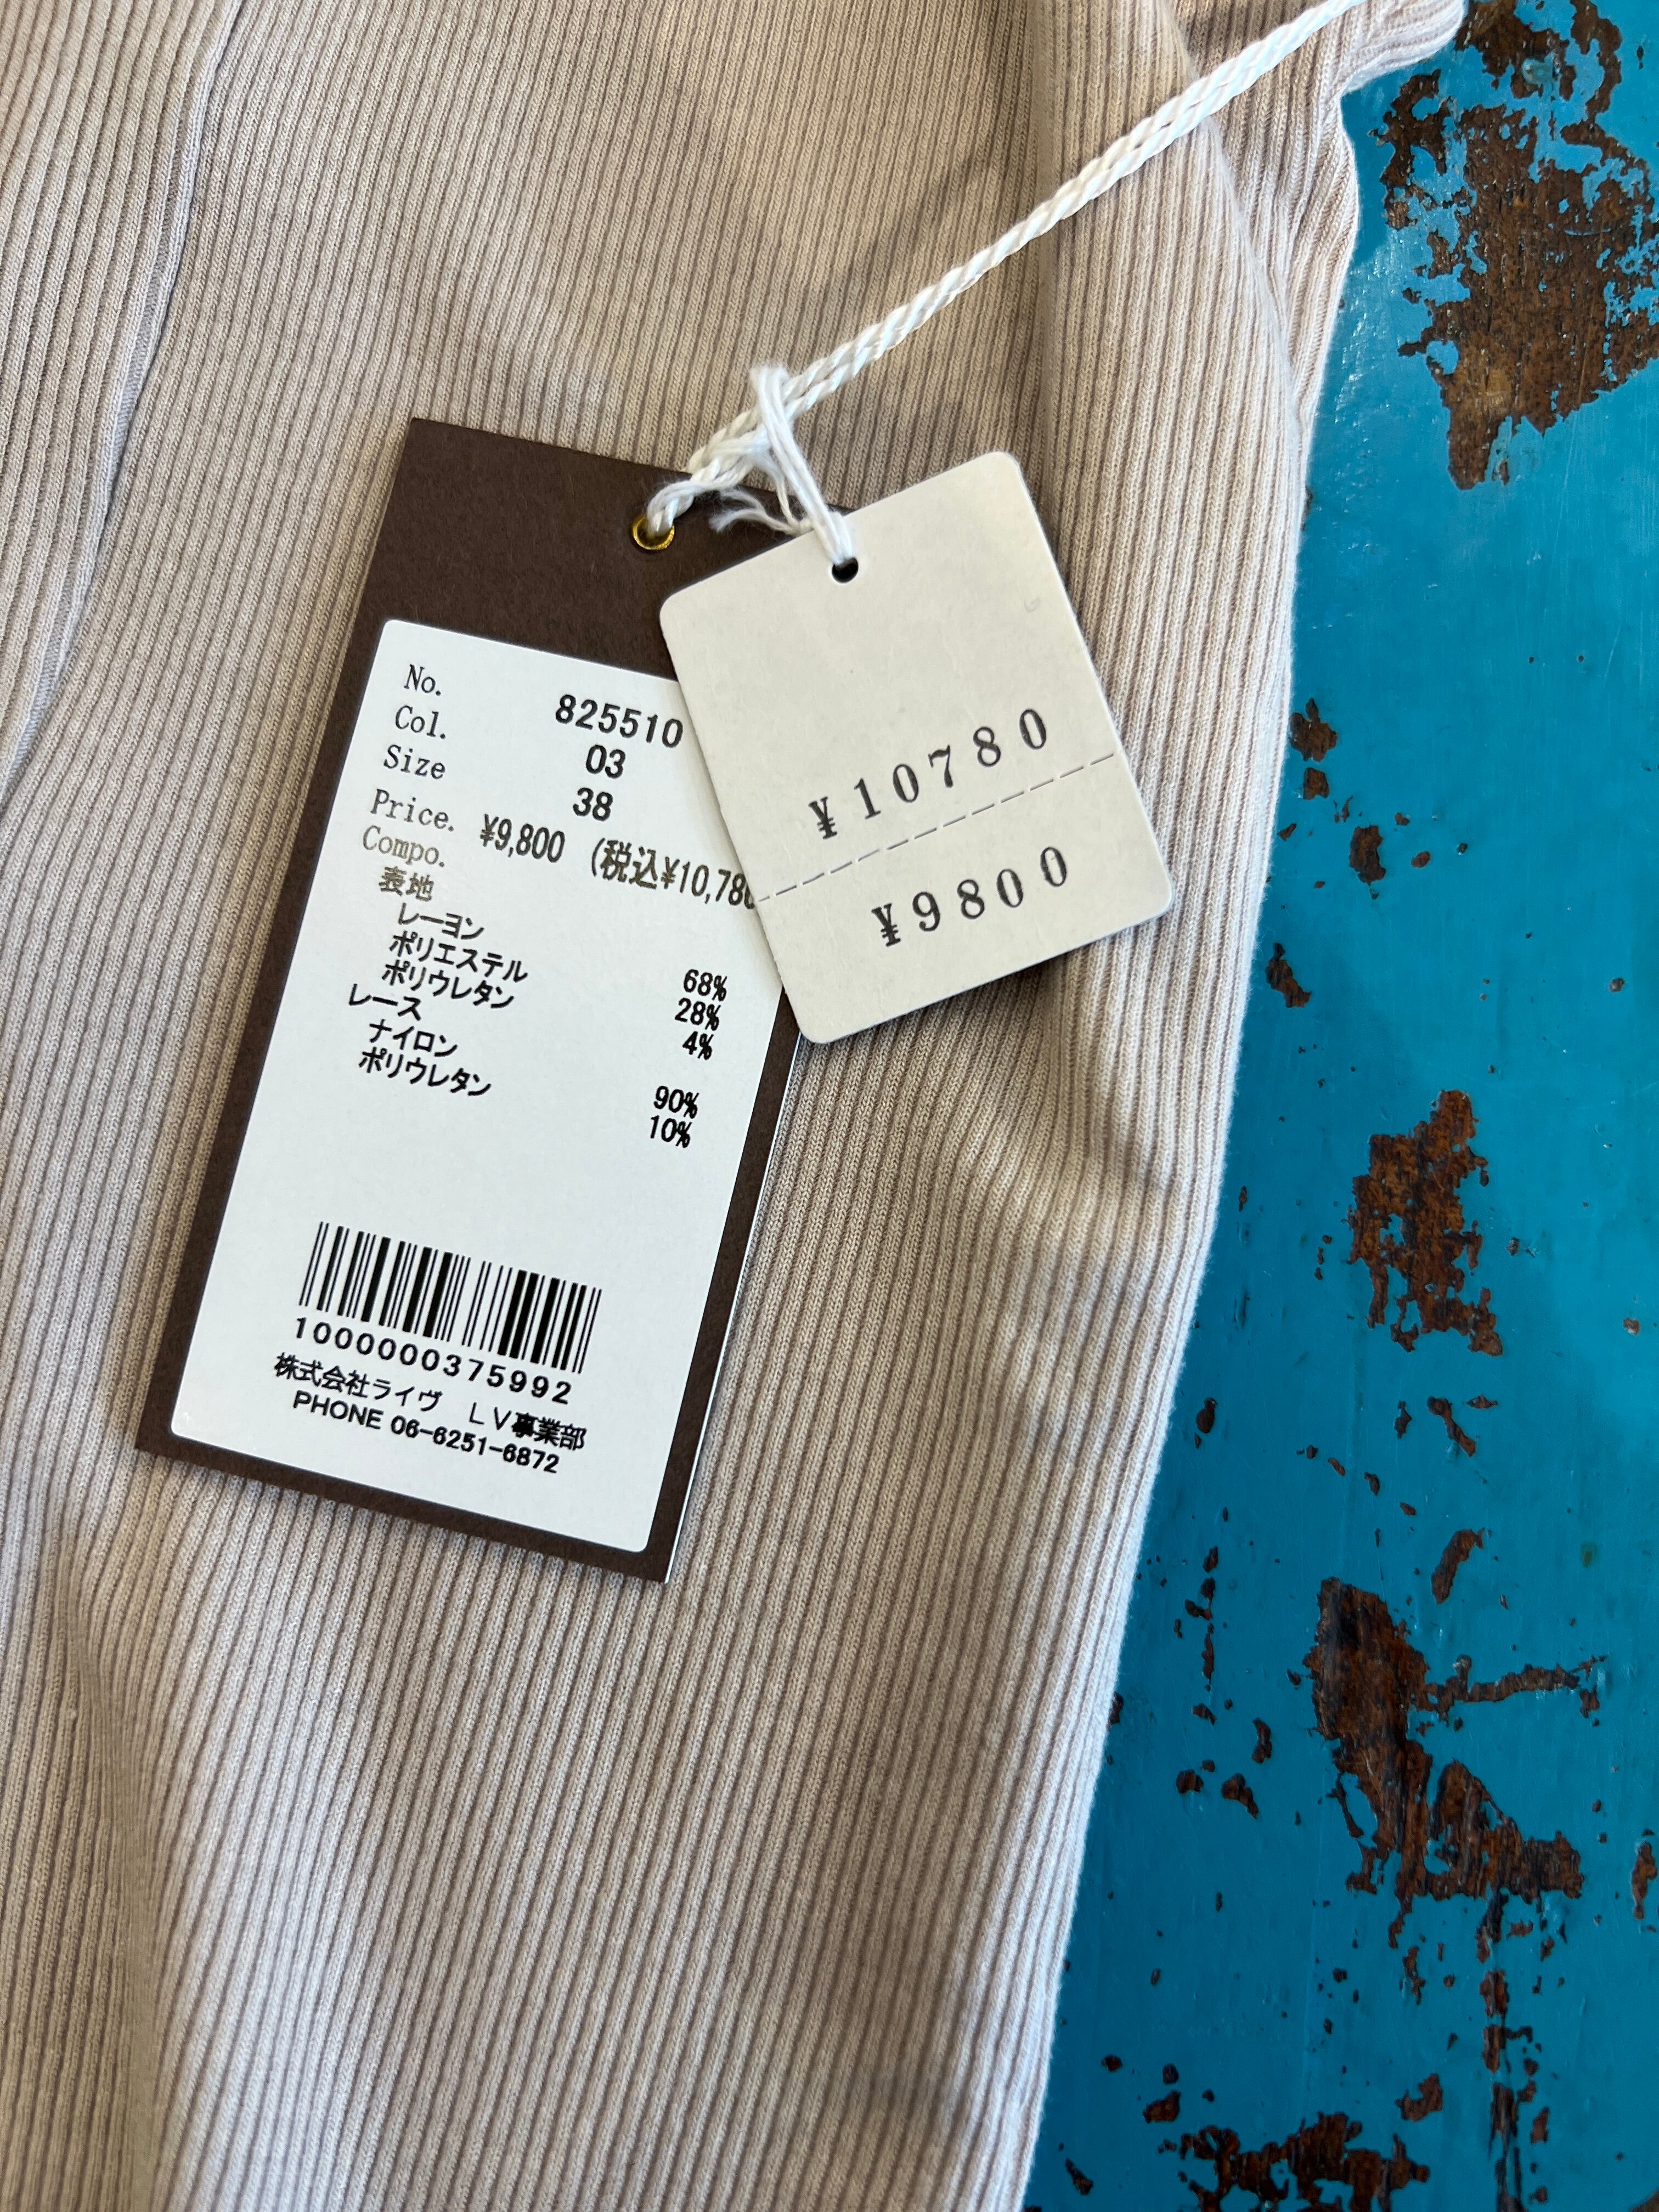 No. 825510
Col. 03
Size 38
Price. ¥9,800 (税込¥10,780
Compo.
表地
レーヨン 68%
ポリエステル 28%
ポリウレタン 4%
レース
ナイロン 90%
ポリウレタン 10%
1000000375992
株式会社ライヴ LV事業部
PHONE 06-6251-6872
¥10780
¥9800